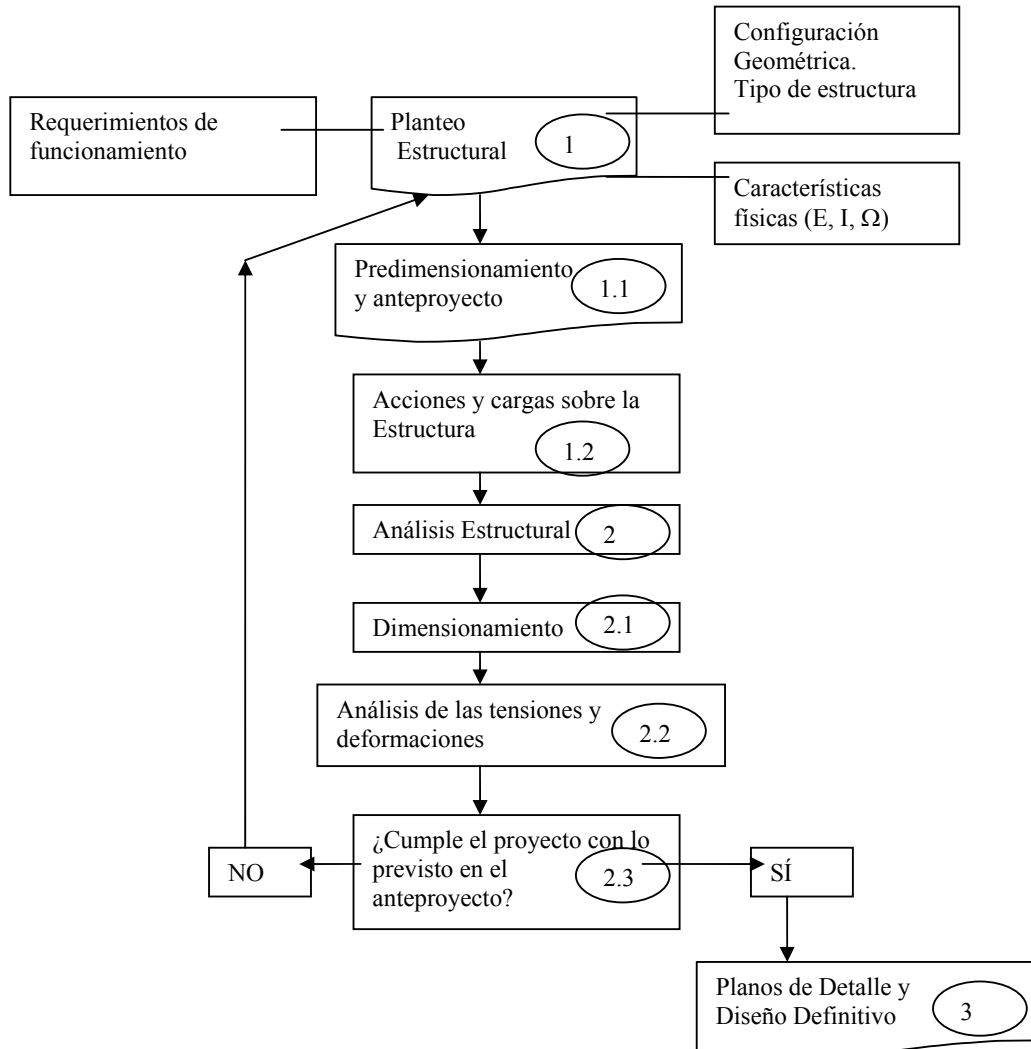 Configuración
Geométrica.
Tipo de estructura
Requerimientos de
funcionamiento
Planteo
Estructural
1
Característícas
físicas (E, I, Ω)
Predimensionamiento
y anteproyecto
1.1
Acciones y cargas sobre la
Estructura
1.2
Análisis Estructural
2
Dimensionamiento
2.1
Análisis de las tensiones y
deformaciones
2.2
¿Cumple el proyecto con lo
previsto en el
anteproyecto?
2.3
NO
SÍ
Planos de Detalle y
Diseño Definitivo
3